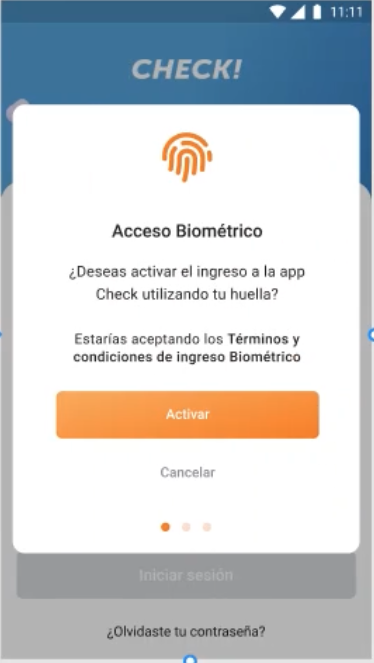 11:11
CHECK!
Acceso Biométrico
¿Deseas activar el ingreso a la app
Check utilizando tu huella?
Estarías aceptando los Términos y
condiciones de ingreso Biométrico
Activar
Cancelar
Iniciar sesión
¿Olvidaste tu contraseña?